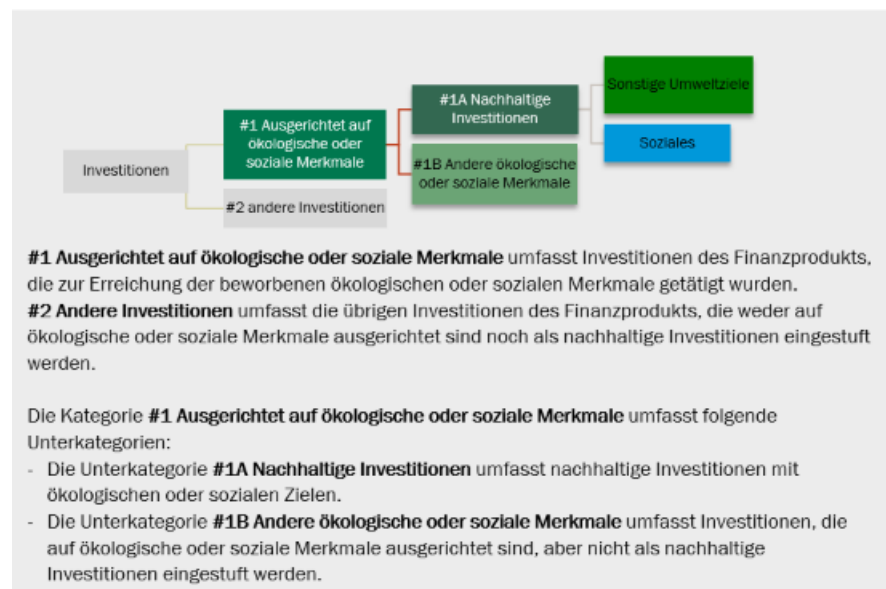 Sonstige Umweltziele
#1A Nachhaltige
Investitionen
#1 Ausgerichtet auf
ökologische oder
soziale Merkmale
Soziales
Investitionen
#1B Andere ökologische
oder soziale Merkmale
#2 andere Investitionen
#1 Ausgerichtet auf ökologische oder soziale Merkmale umfasst Investitionen des Finanzprodukts,
die zur Erreichung der beworbenen ökologischen oder sozialen Merkmale getätigt wurden.
#2 Andere Investitionen umfasst die übrigen Investitionen des Finanzprodukts, die weder auf
ökologische oder soziale Merkmale ausgerichtet sind noch als nachhaltige Investitionen eingestuft
werden.
Die Kategorie #1 Ausgerichtet auf ökologische oder soziale Merkmale umfasst folgende
Unterkategorien:
- Die Unterkategorie #1A Nachhaltige Investitionen umfasst nachhaltige Investitionen mit
ökologischen oder sozialen Zielen.
- Die Unterkategorie #1B Andere ökologische oder soziale Merkmale umfasst Investitionen, die
auf ökologische oder soziale Merkmale ausgerichtet sind, aber nicht als nachhaltige
Investitionen eingestuft werden.